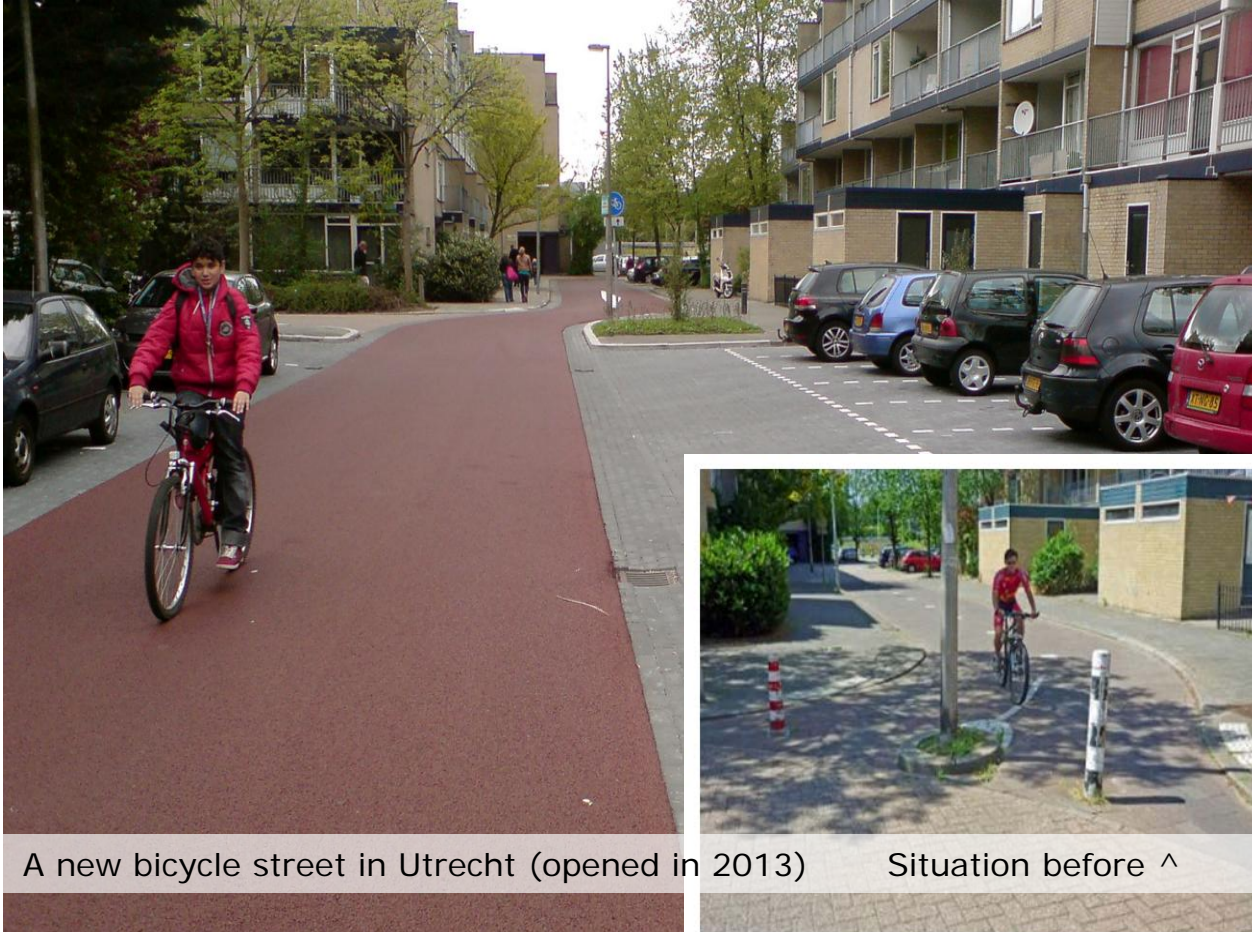 A new bicycle street in Utrecht (opened in 2013)
Situation before ^